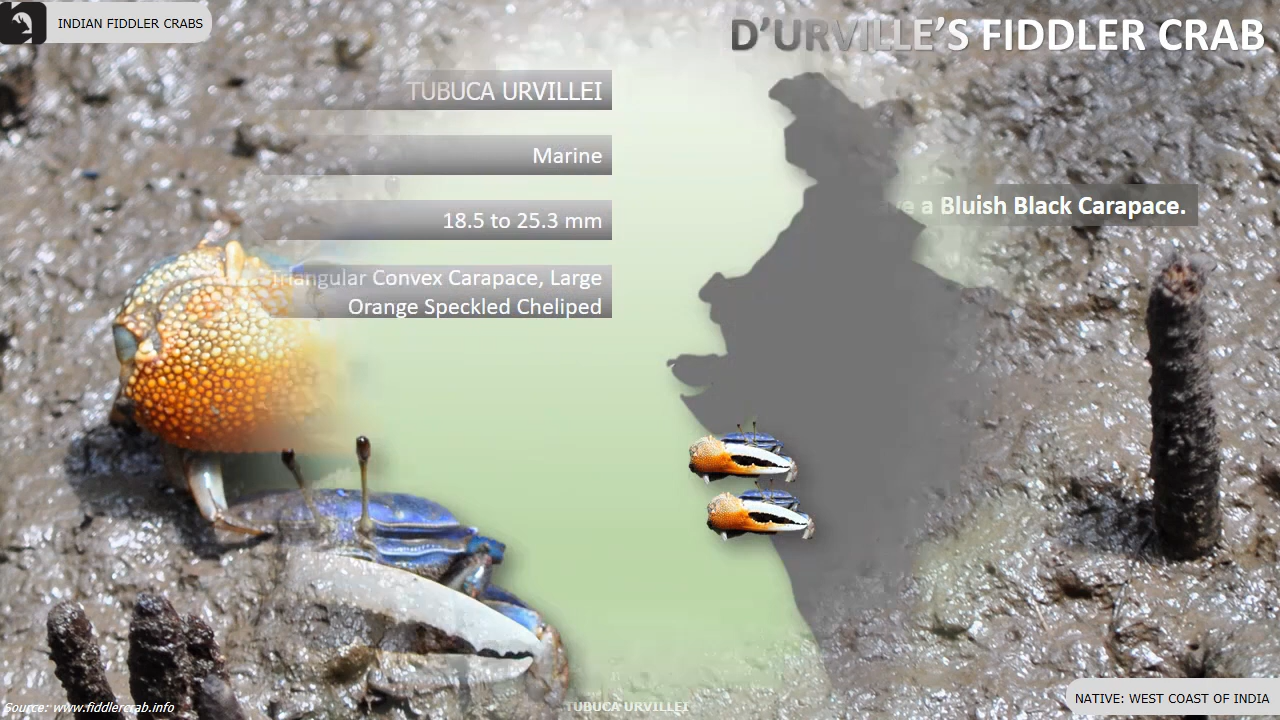 INDIAN FIDDLER CRABS
D’URVILLE’S FIDDLER CRAB
TUBUCA URVILLEI
Marine
18.5 to 25.3 mm
Triangular Convex Carapace, Large
Orange Speckled Cheliped
a Bluish Black Carapace.
Source: www.fiddlercrab.info
TUBUCA URVILLEI
NATIVE: WEST COAST OF INDIA